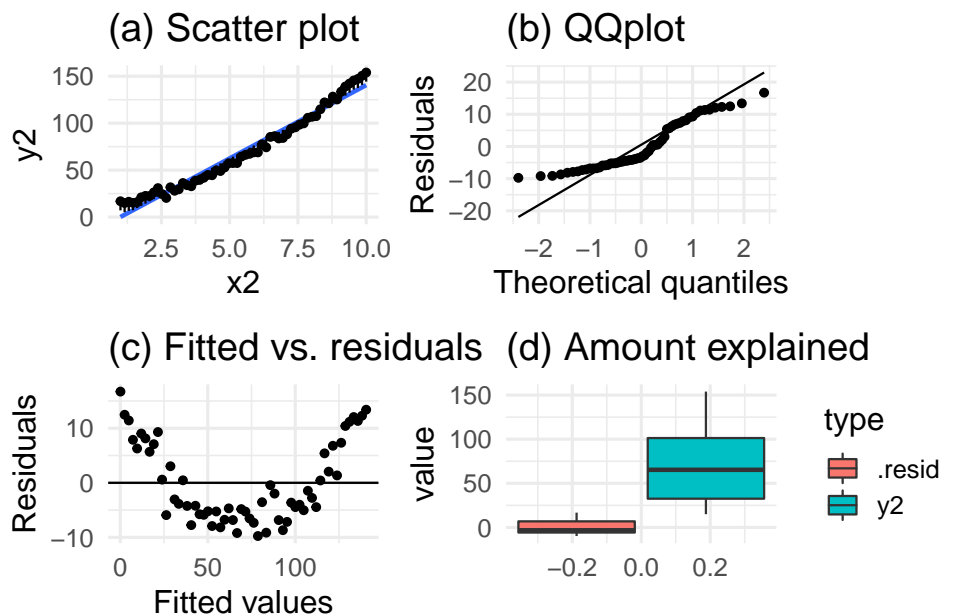 (a) Scatter plot
150
100
50
0
y2
2.5 5.0 7.5 10.0
x2
(b) QQplot
20
10
0
−10
−20
Residuals
−2 −1 0 1 2
Theoretical quantiles
(c) Fitted vs. residuals
10
0
−10
Residuals
0 50 100
Fitted values
(d) Amount explained
150
100
50
0
value
−0.2 0.0 0.2
type
.resid
y2